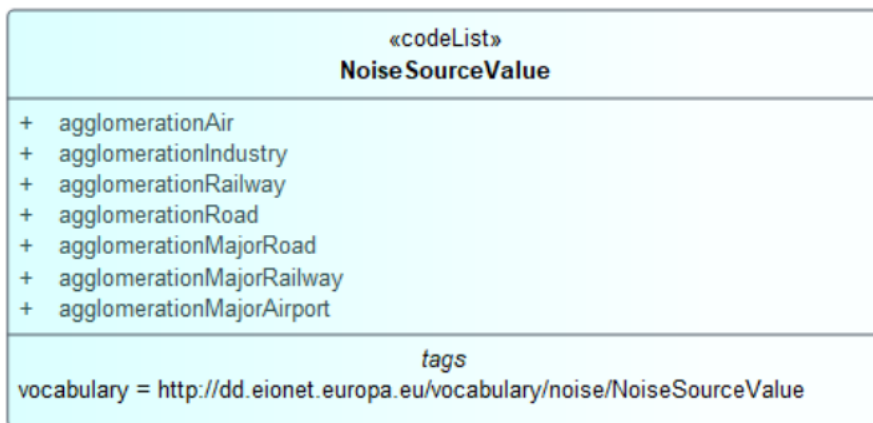 «codeList»
NoiseSourceValue
+ agglomerationAir
+ agglomerationIndustry
+ agglomerationRailway
+ agglomerationRoad
+ agglomerationMajorRoad
+ agglomerationMajorRailway
+ agglomerationMajorAirport
tags
vocabulary = http://dd.eionet.europa.eu/vocabulary/noise/NoiseSourceValue